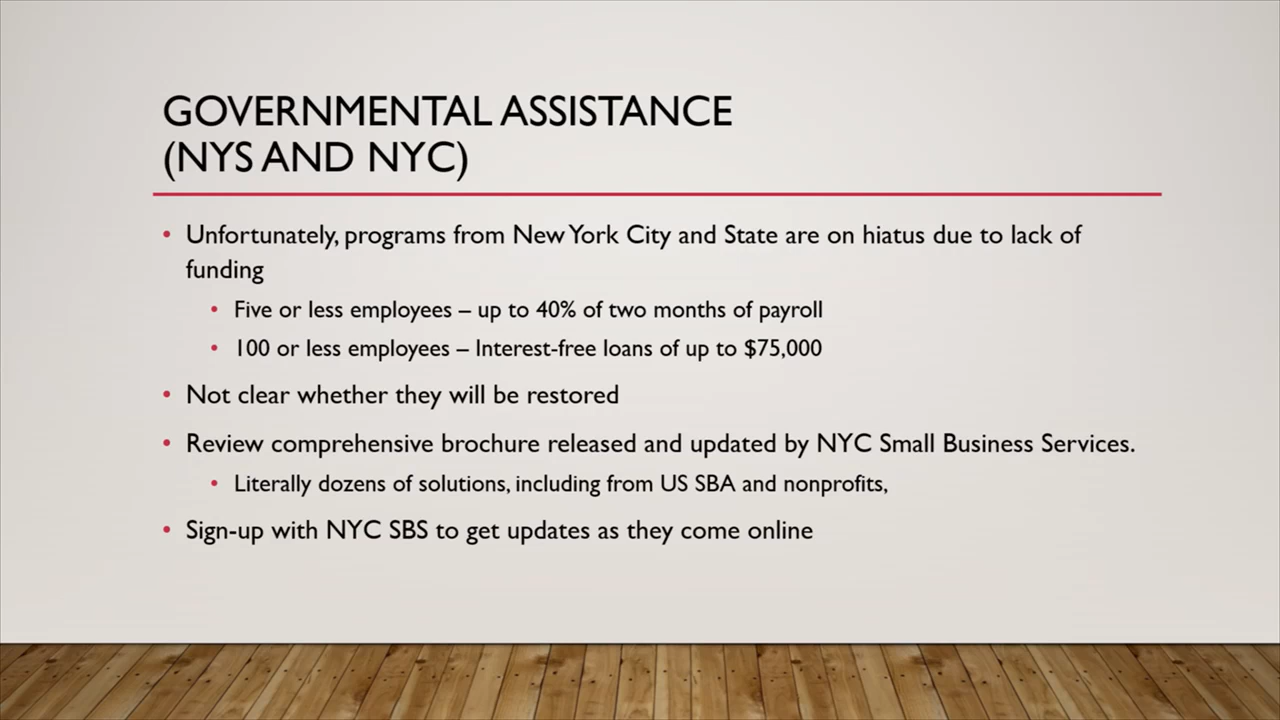 GOVERNMENTAL ASSISTANCE
(NYS AND NYC)
• Unfortunately, programs from New York City and State are on hiatus due to lack of
funding
• Five or less employees – up to 40% of two months of payroll
• 100 or less employees – Interest-free loans of up to $75,000
• Not clear whether they will be restored
• Review comprehensive brochure released and updated by NYC Small Business Services.
• Literally dozens of solutions, including from US SBA and nonprofits,
• Sign-up with NYC SBS to get updates as they come online